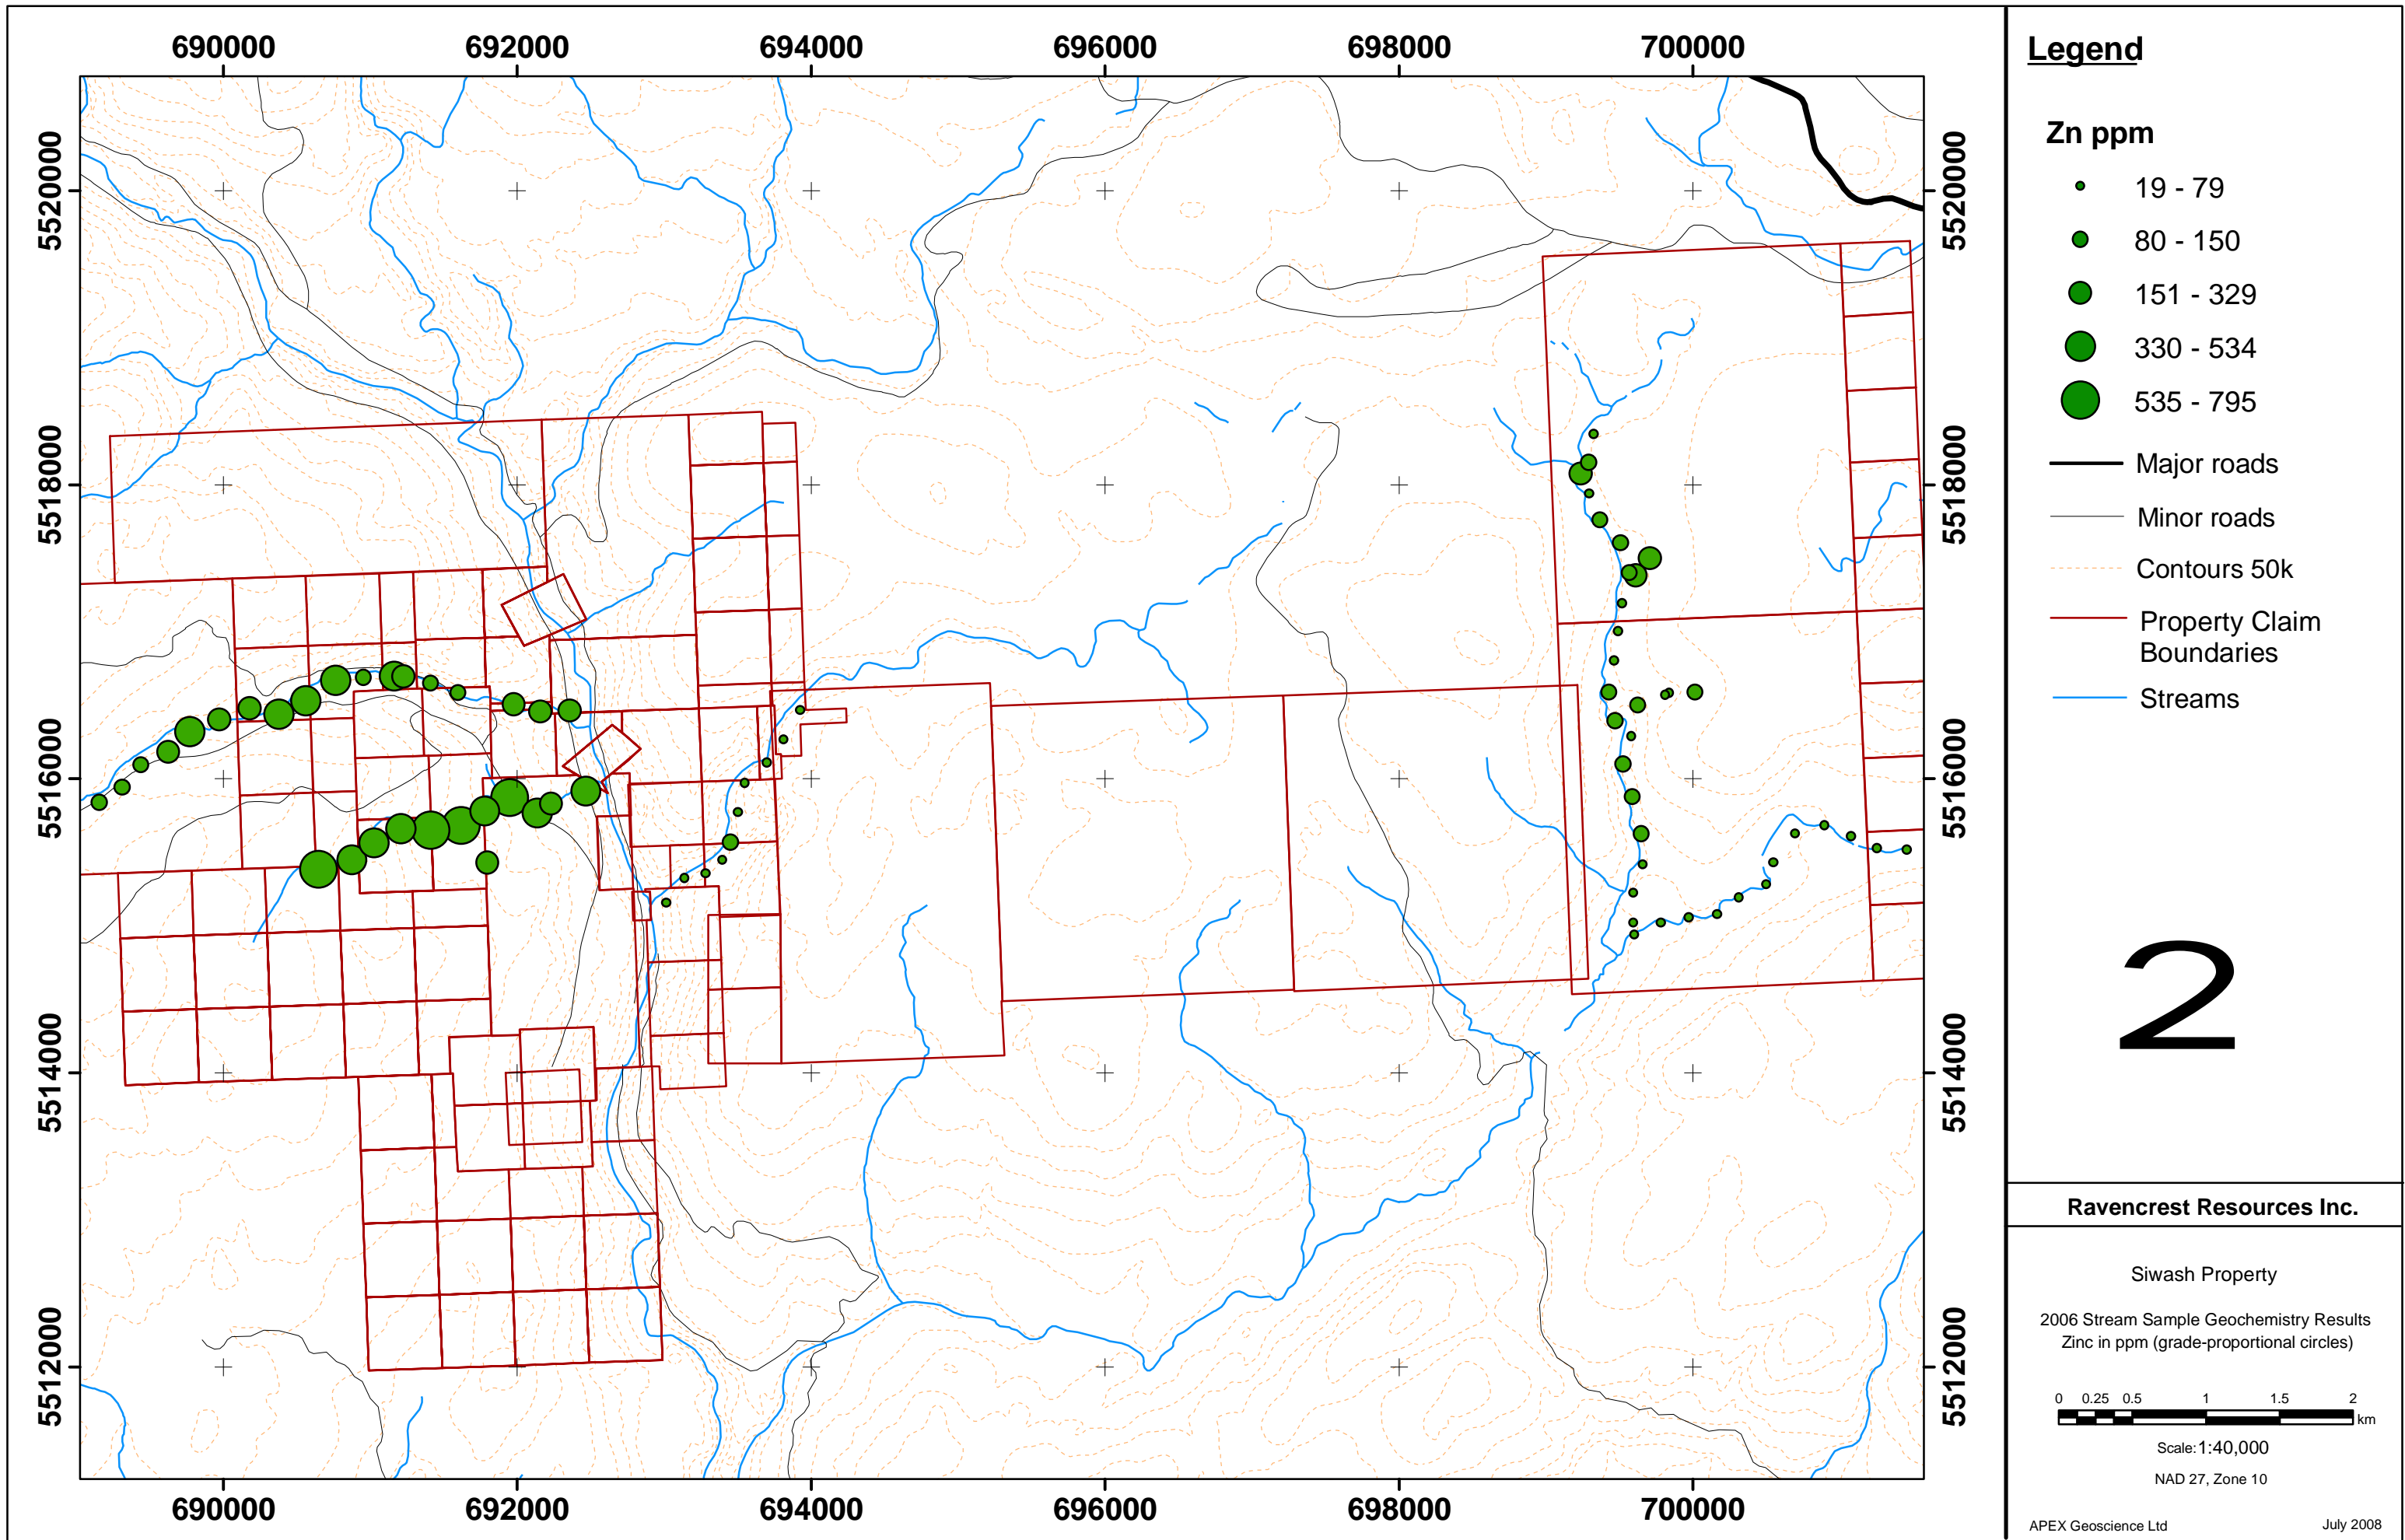 690000 692000 694000 696000 698000 700000
5520000
5518000
5516000
5514000
5512000
5520000
5518000
5516000
5514000
5512000
690000 692000 694000 696000 698000 700000
Legend
Zn ppm
19 - 79
80 - 150
151 - 329
330 - 534
535 - 795
Major roads
Minor roads
Contours 50k
Property Claim
Boundaries
Streams
2
Ravencrest Resources Inc.
Siwash Property
2006 Stream Sample Geochemistry Results
Zinc in ppm (grade-proportional circles)
0 0.25 0.5 1 1.5 2
km
Scale:1:40,000
NAD 27, Zone 10
APEX Geoscience Ltd July 2008